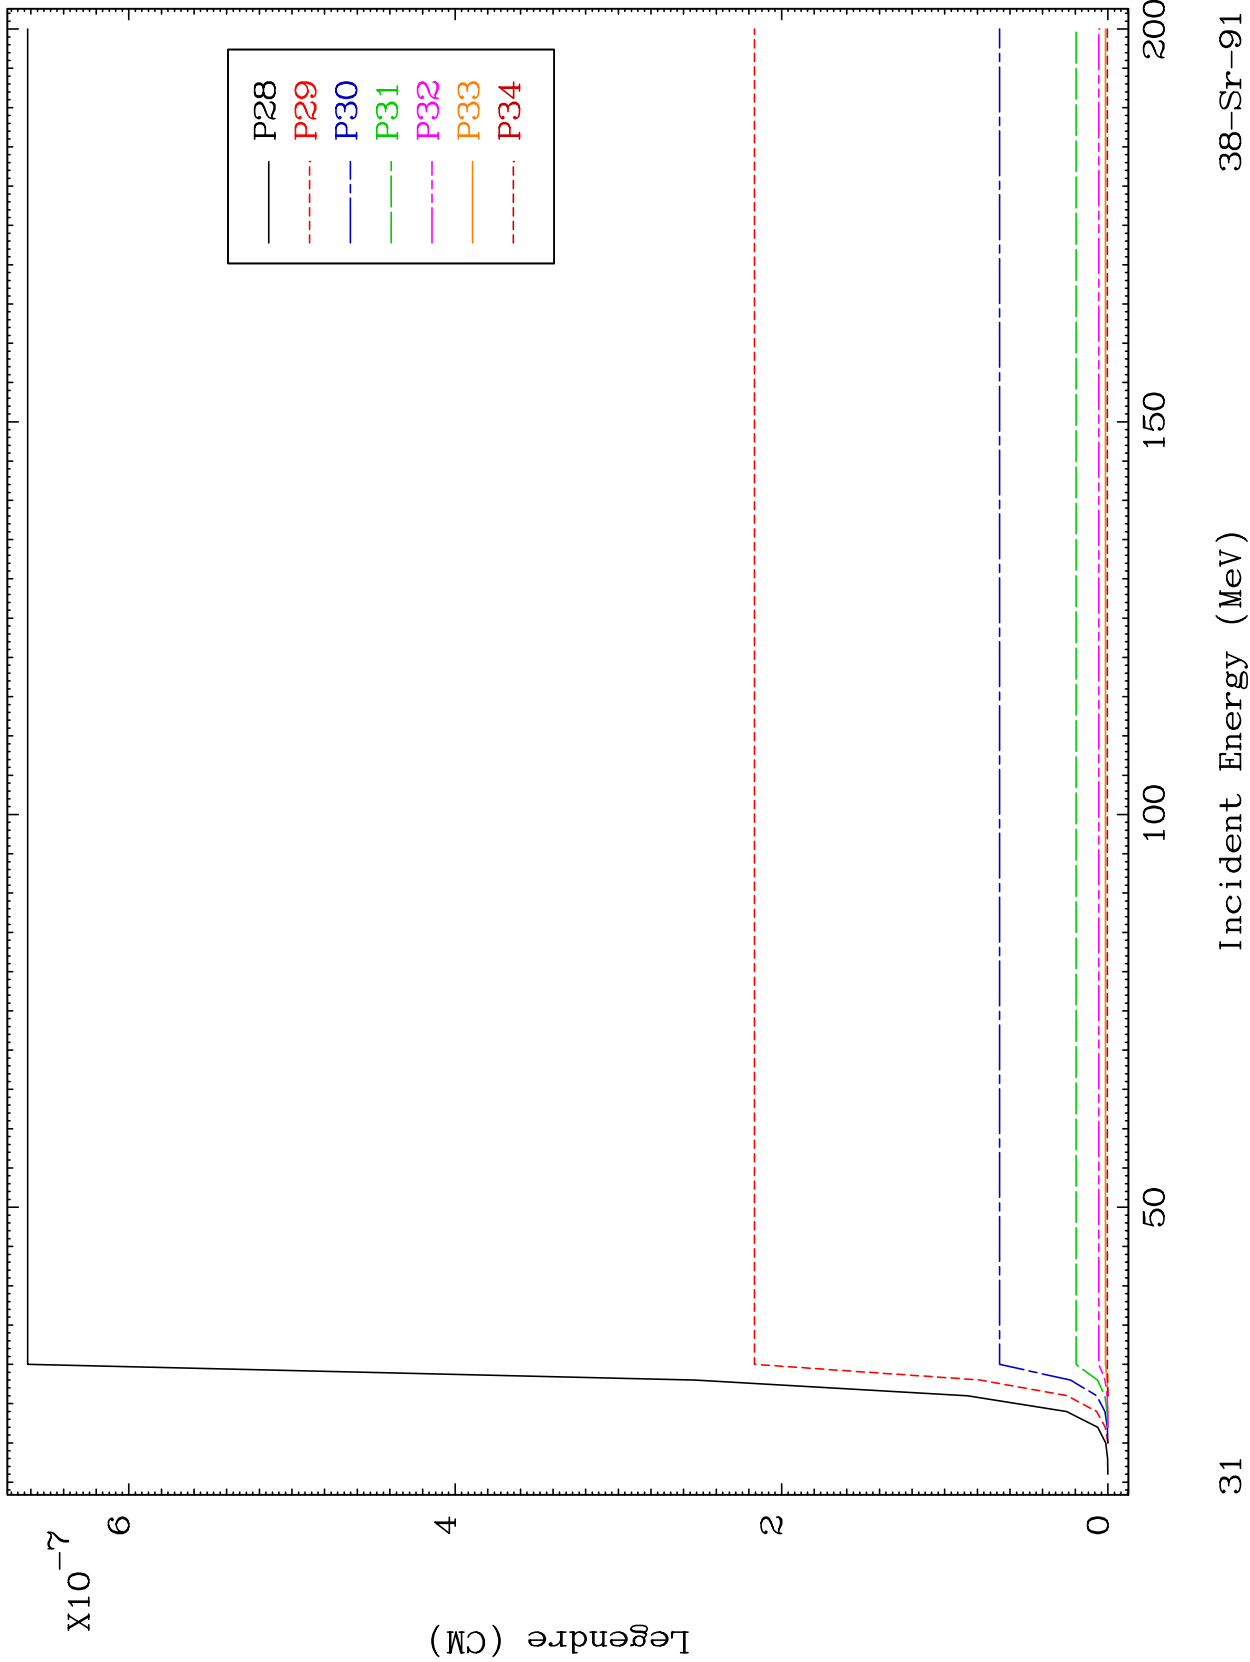 X10-7
6
4
2
0
Legendre (CM)
P28
P29
P30
P31
P32
P33
P34
50
100
150
200
Incident Energy (MeV)
31
38-Sr-91